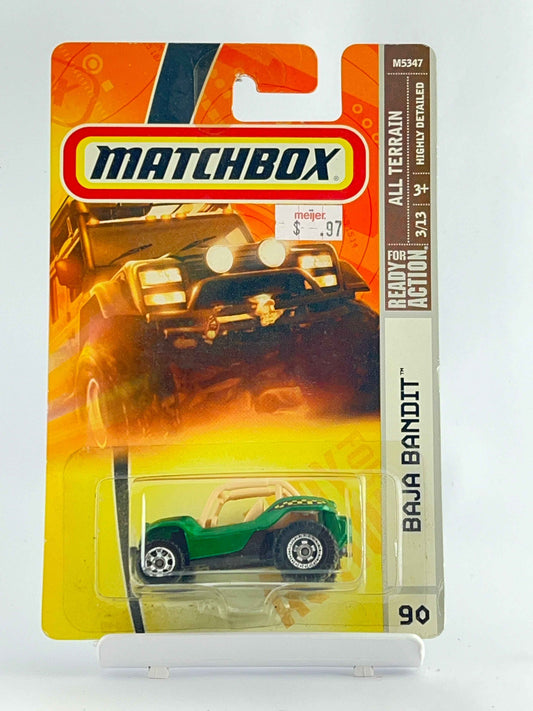 M5347
MATCHBOX
meijer.
$ .97
ALL TERRAIN
HIGHLY DETAILED
3+
3/13
READY FOR
ACTION
BAJA BANDIT™
90